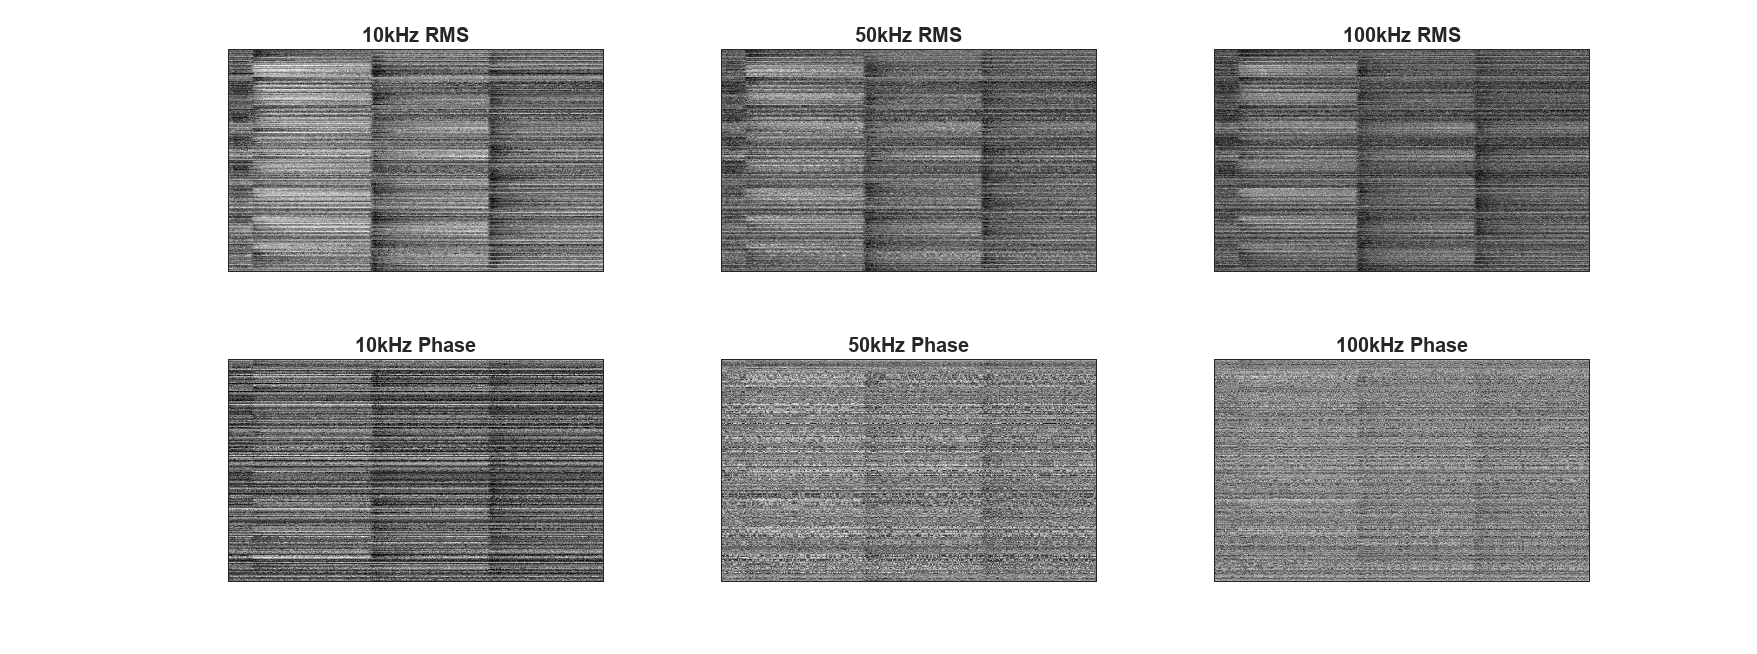 10kHz RMS
50kHz RMS
100kHz RMS
10kHz Phase
50kHz Phase
100kHz Phase